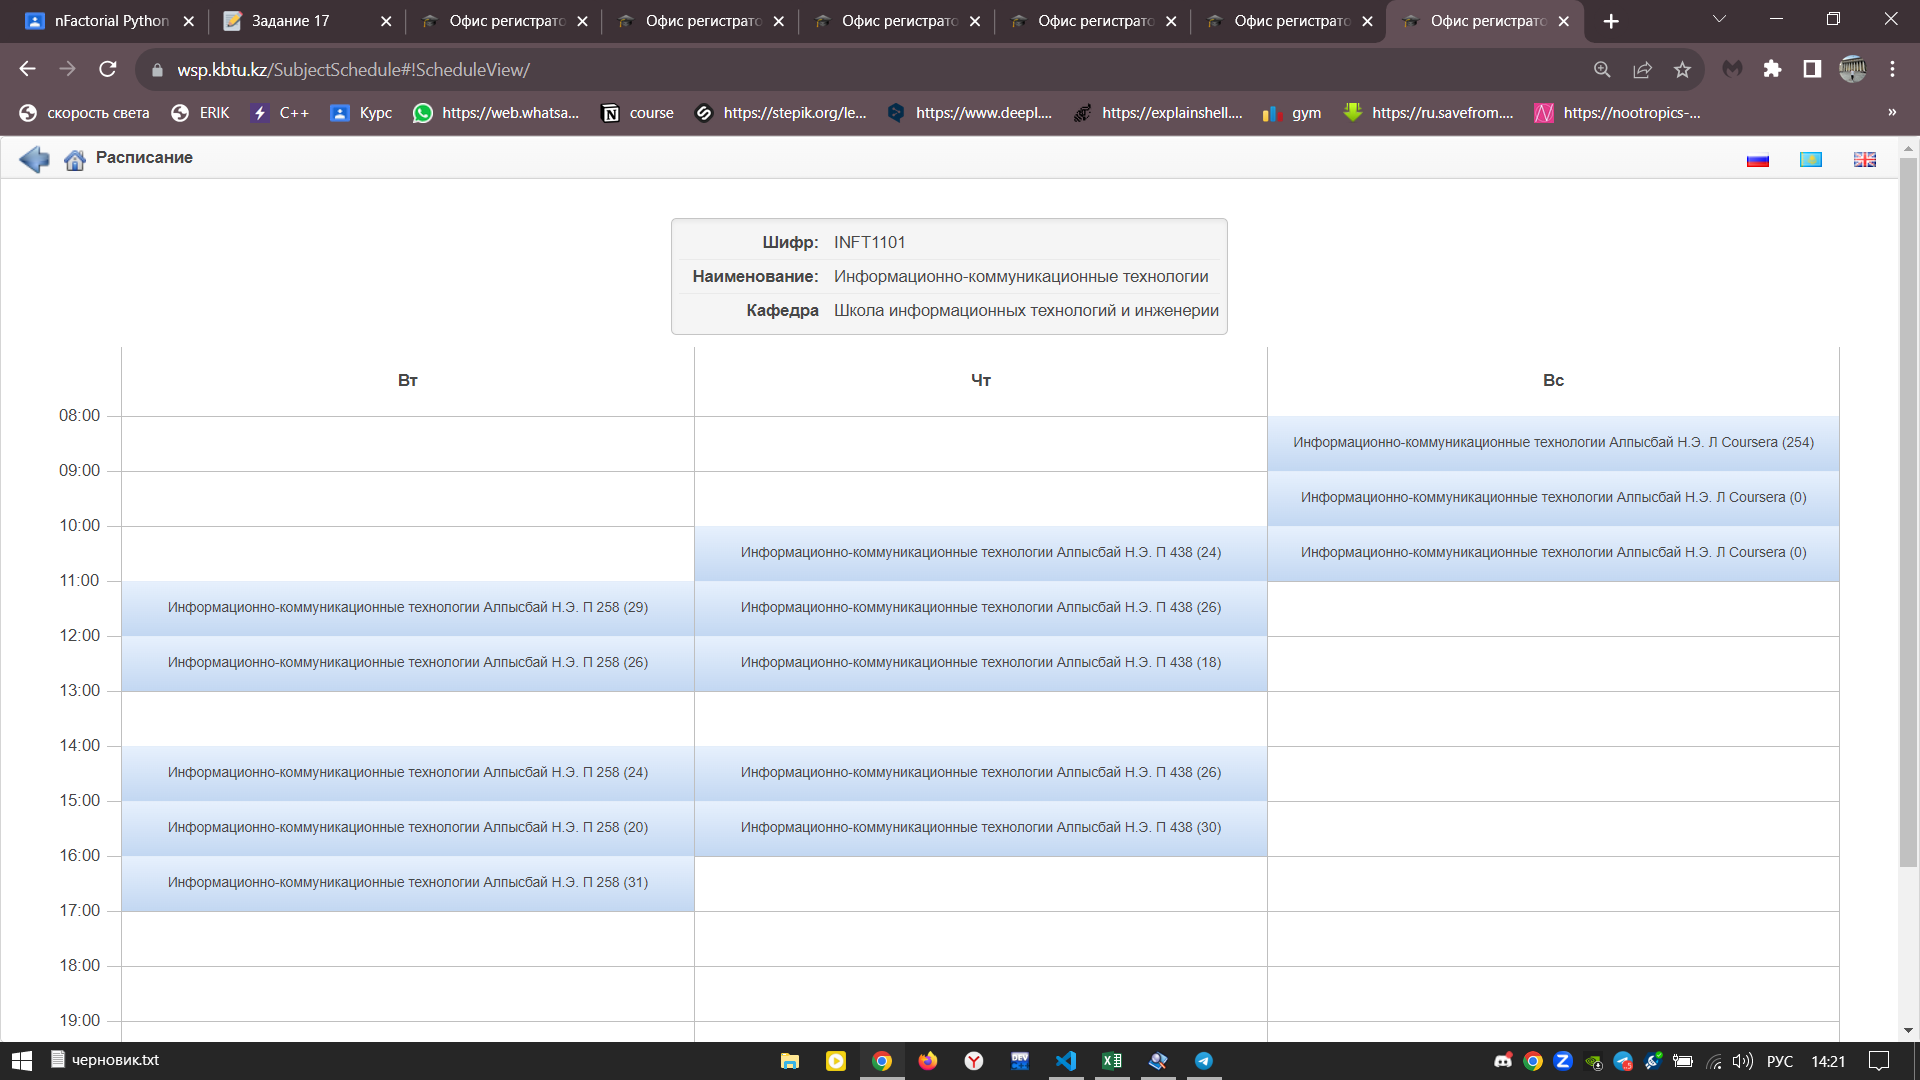 nFactorial Python
Задание 17
Офис регистрато
Офис регистрато
Офис регистрато
Офис регистрато
Офис регистрато
Офис регистрато
wsp.kbtu.kz/SubjectSchedule#!ScheduleView/
скорость света
ERIK
C++
Курс
https://web.whatsa...
course
https://stepik.org/le...
https://www.deepl....
https://explainshell....
gym
https://ru.savefrom....
https://nootropics-...
»
Расписание
Шифр: INFT1101
Наименование: Информационно-коммуникационные технологии
Кафедра Школа информационных технологий и инженерии
Вт Чт Вс
08:00
Информационно-коммуникационные технологии Алпысбай Н.Э. Л Coursera (254)
09:00
Информационно-коммуникационные технологии Алпысбай Н.Э. Л Coursera (0)
10:00
Информационно-коммуникационные технологии Алпысбай Н.Э. П 438 (24)
Информационно-коммуникационные технологии Алпысбай Н.Э. Л Coursera (0)
11:00
Информационно-коммуникационные технологии Алпысбай Н.Э. П 258 (29)
Информационно-коммуникационные технологии Алпысбай Н.Э. П 438 (26)
12:00
Информационно-коммуникационные технологии Алпысбай Н.Э. П 258 (26)
Информационно-коммуникационные технологии Алпысбай Н.Э. П 438 (18)
13:00
14:00
Информационно-коммуникационные технологии Алпысбай Н.Э. П 258 (24)
Информационно-коммуникационные технологии Алпысбай Н.Э. П 438 (26)
15:00
Информационно-коммуникационные технологии Алпысбай Н.Э. П 258 (20)
Информационно-коммуникационные технологии Алпысбай Н.Э. П 438 (30)
16:00
Информационно-коммуникационные технологии Алпысбай Н.Э. П 258 (31)
17:00
18:00
19:00
черновик.txt
РУС
14:21